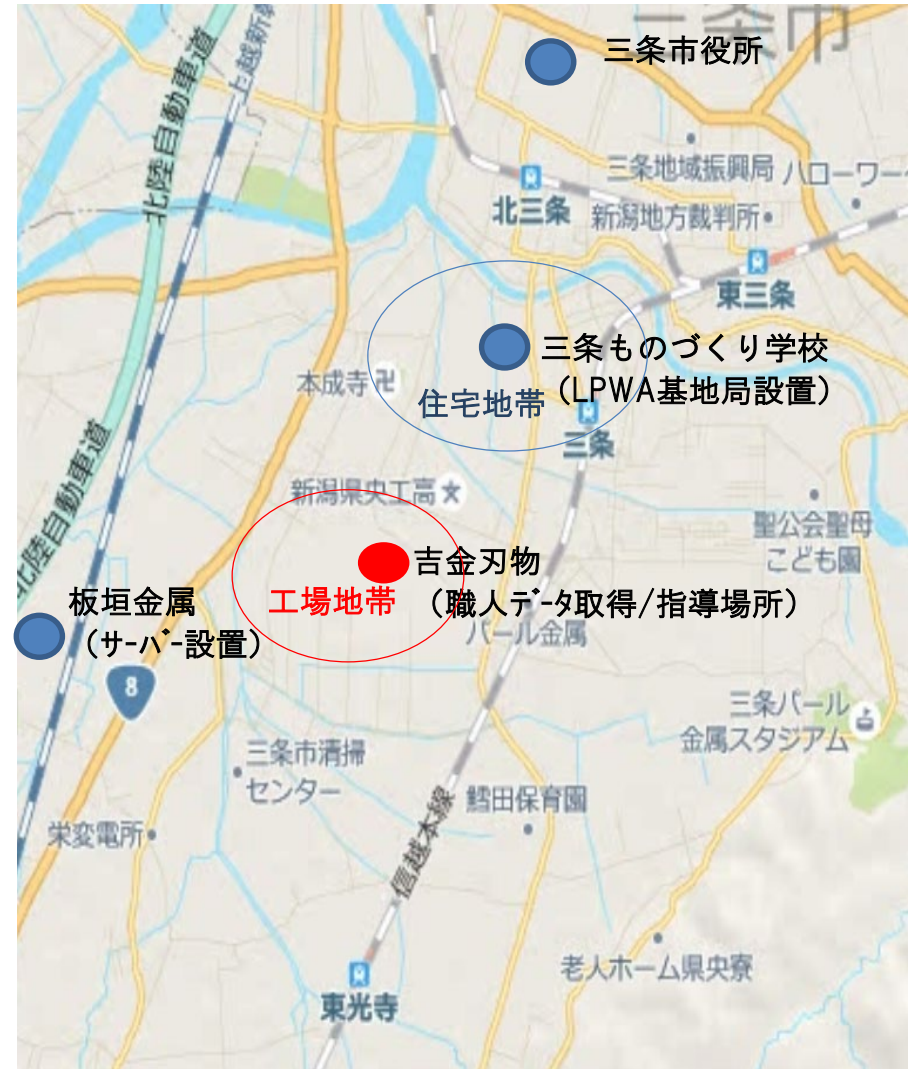 三条市
三条市役所
北陸自動車道
上越新幹
三条地域振興局
ハローワー
北三条
新潟地方裁判所
東三条
三条ものづくり学校
(LPWA基地局設置)
本成寺
住宅地帯
三条
北陸自動車道
新潟県央工高
聖公会聖母
こども園
吉金刃物
(職人ﾃﾞｰﾀ取得/指導場所)
工場地帯
板垣金属
(ｻｰﾊﾞｰ設置)
パール金属
8
三条パール
金属スタジアム
三条市清掃
センター
鱈田保育園
栄変電所
信越本線
老人ホーム県央寮
東光寺